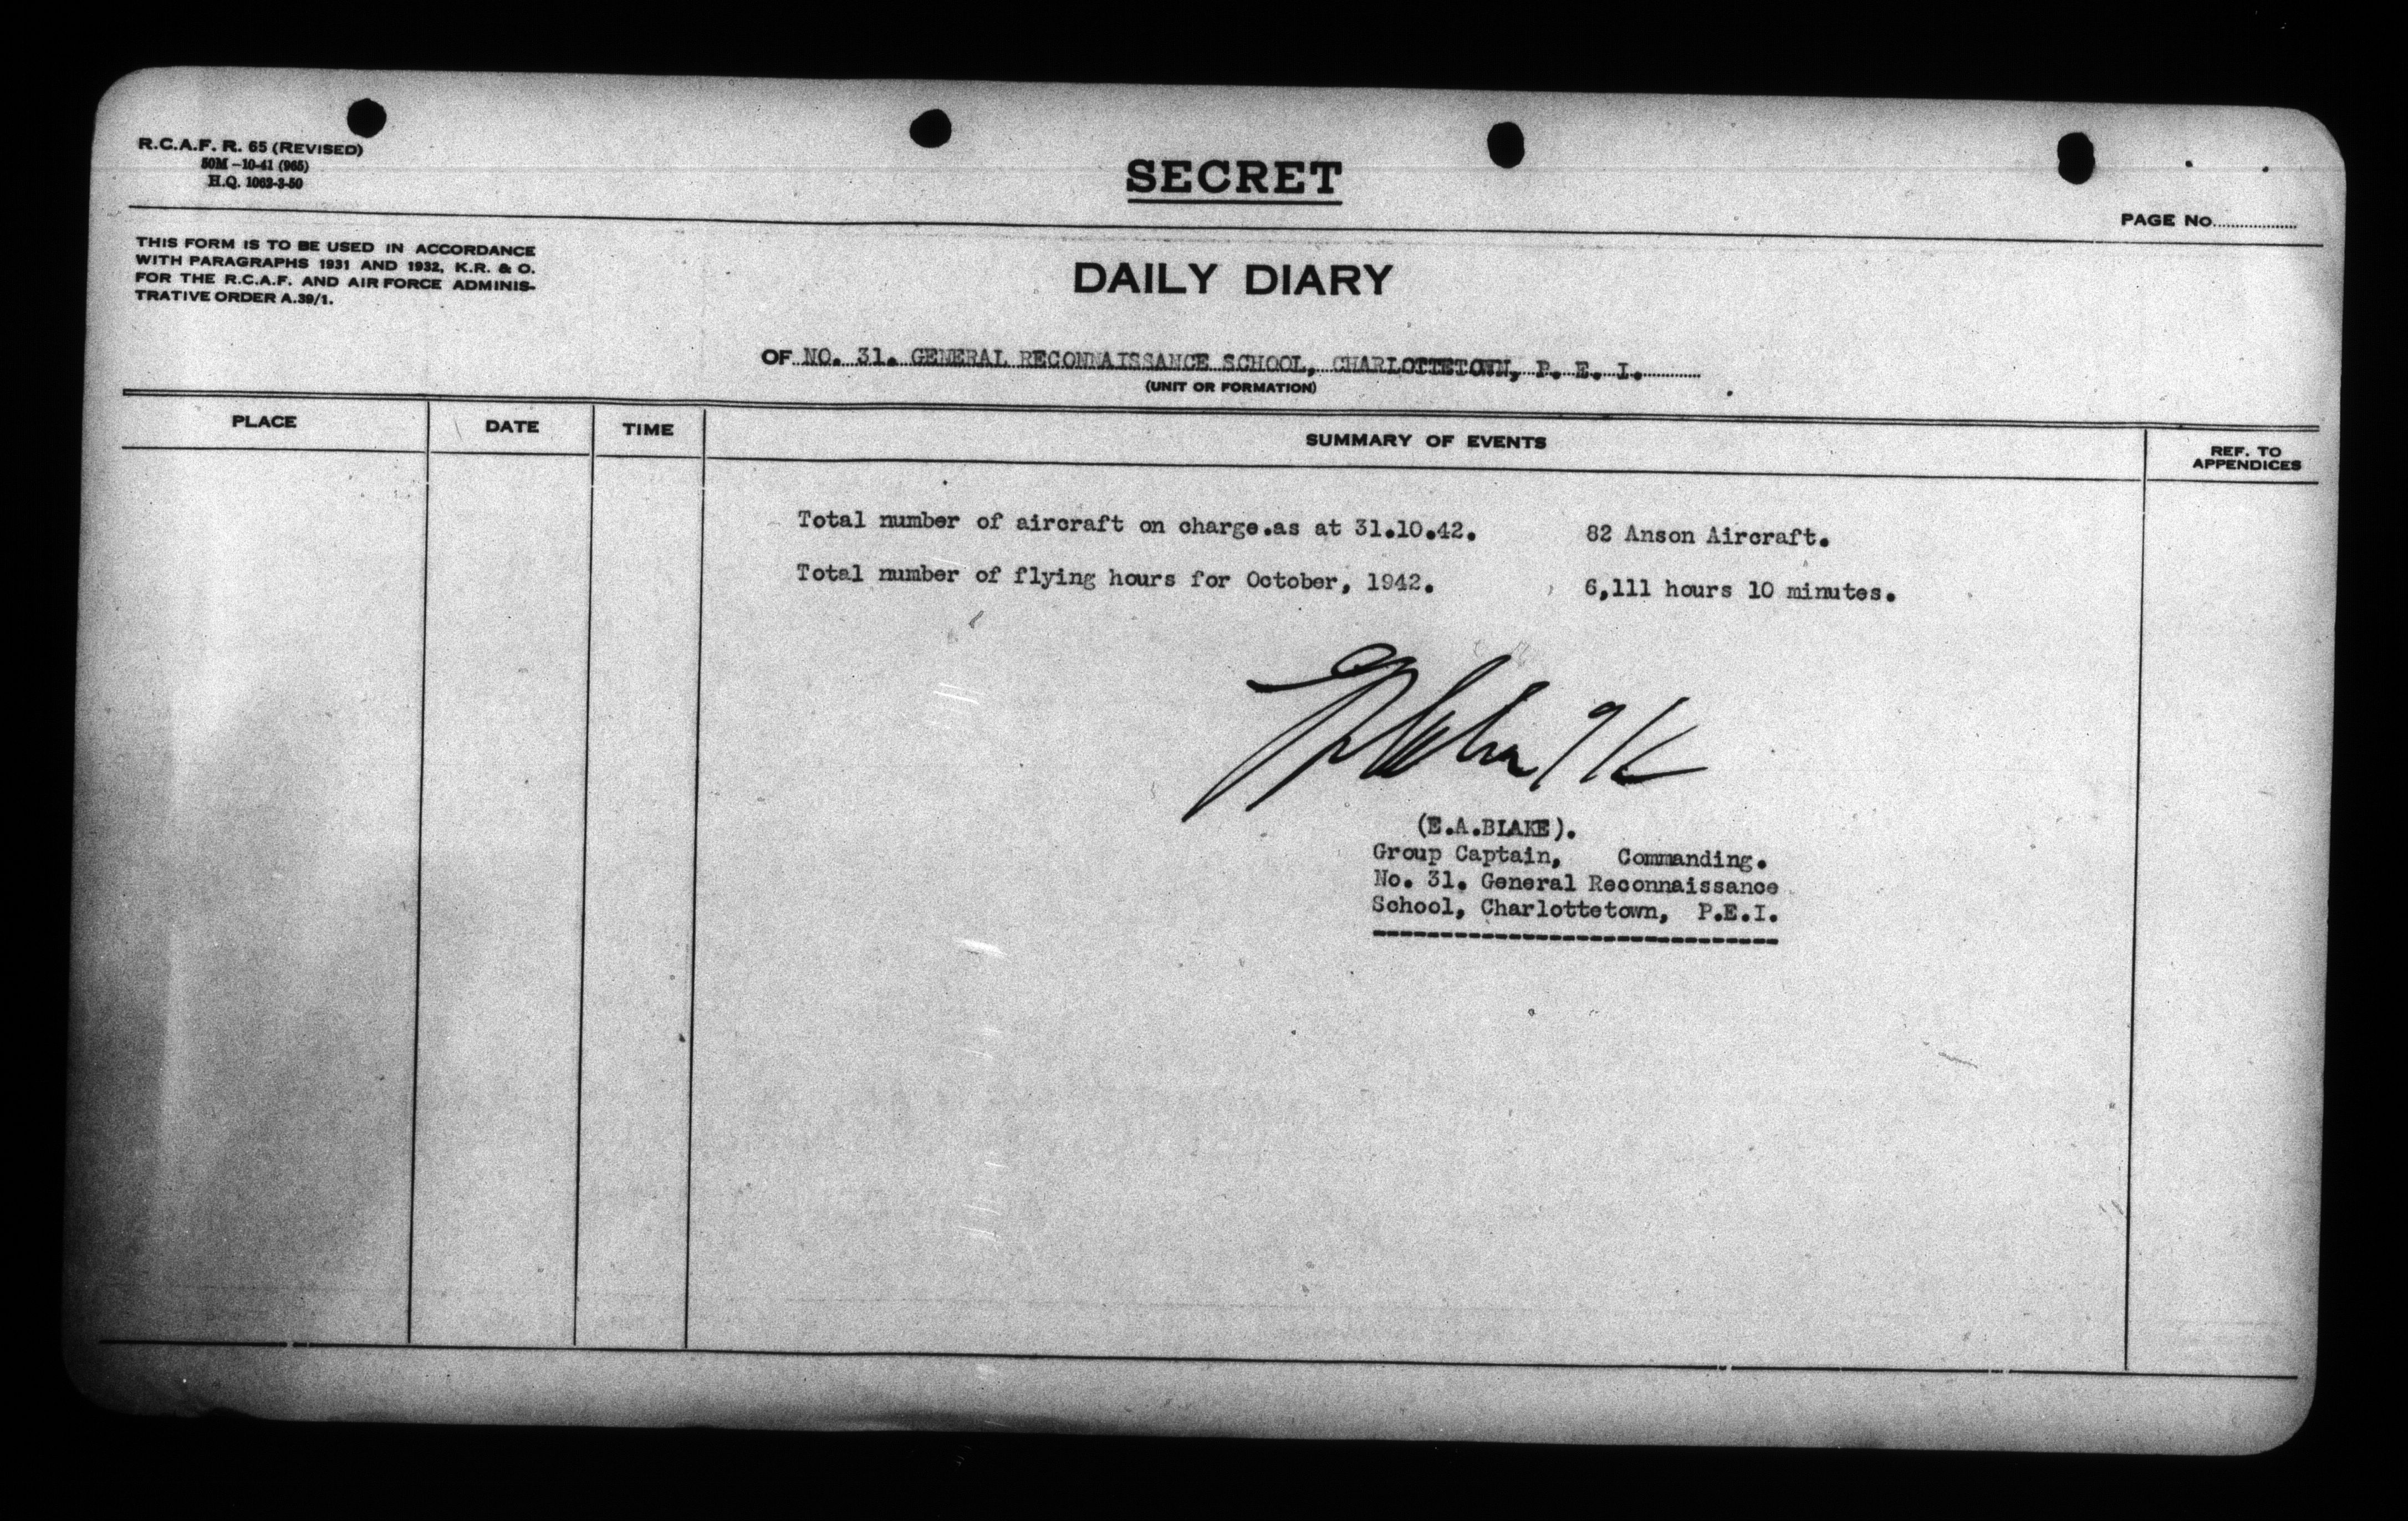 R.C.A.F. R. 65 (REVISED)
50M –10-41 (965)
H.Q. 1062-3-50
SECRET
PAGE No.
THIS FORM IS TO BE USED IN ACCORDANCE
WITH PARAGRAPHS 1931 AND 1932, K.R. & O.
FOR THE R.C.A.F. AND AIR FORCE ADMINIS-
TRATIVE ORDER A.39/1.
DAILY DIARY
OF NO. 31. GENERAL RECONNAISSANCE SCHOOL, CHARLOTTETOWN, P. E. I.
(UNIT OR FORMATION)
PLACE DATE TIME SUMMARY OF EVENTS REF. TO APPENDICES
Total number of aircraft on charge.as at 31.10.42. 82 Anson Aircraft.
Total number of flying hours for October, 1942. 6,111 hours 10 minutes.
(E.A.BLAKE).
Group Captain, Commanding.
No. 31. General Reconnaissance
School, Charlottetown, P.E.I.